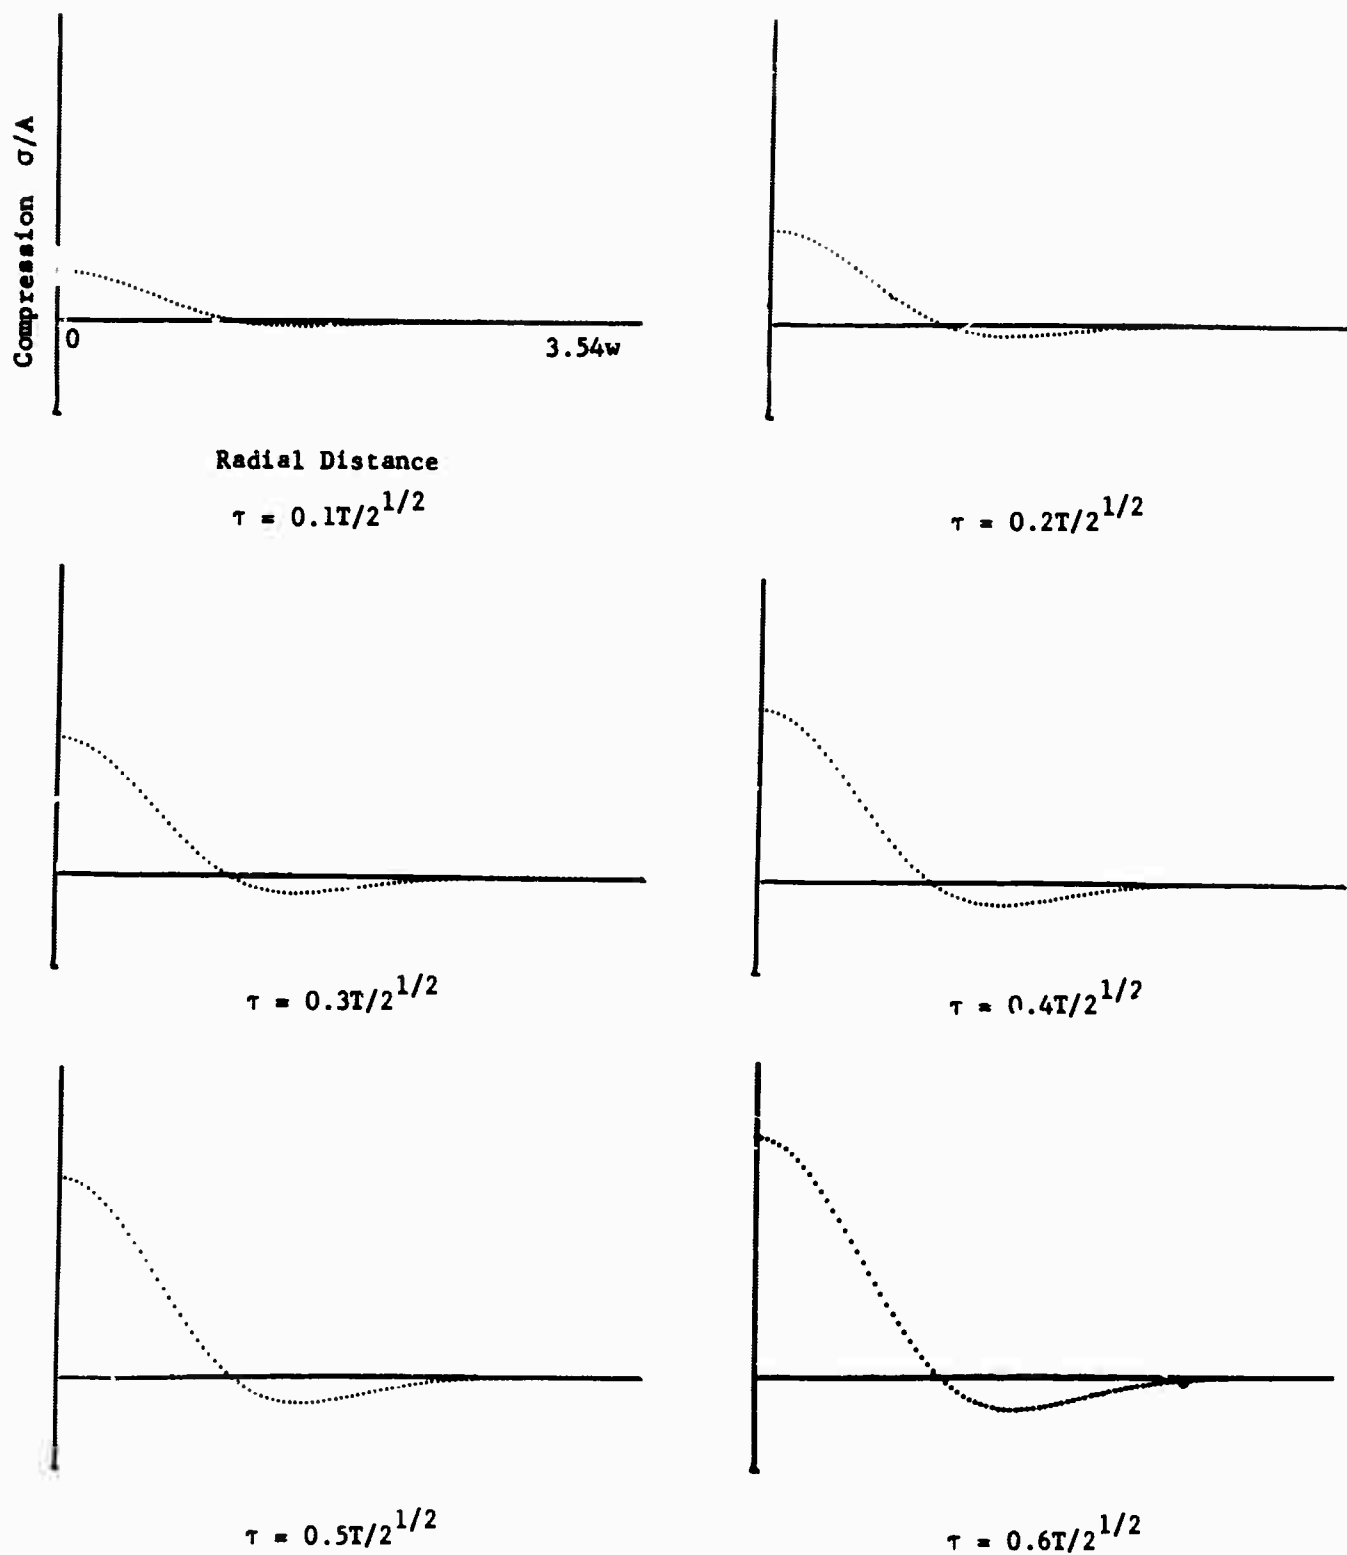 Compression σ/A
0
3.54w
Radial Distance
τ = 0.1T/2^1/2
τ = 0.2T/2^1/2
τ = 0.3T/2^1/2
τ = 0.4T/2^1/2
τ = 0.5T/2^1/2
τ = 0.6T/2^1/2